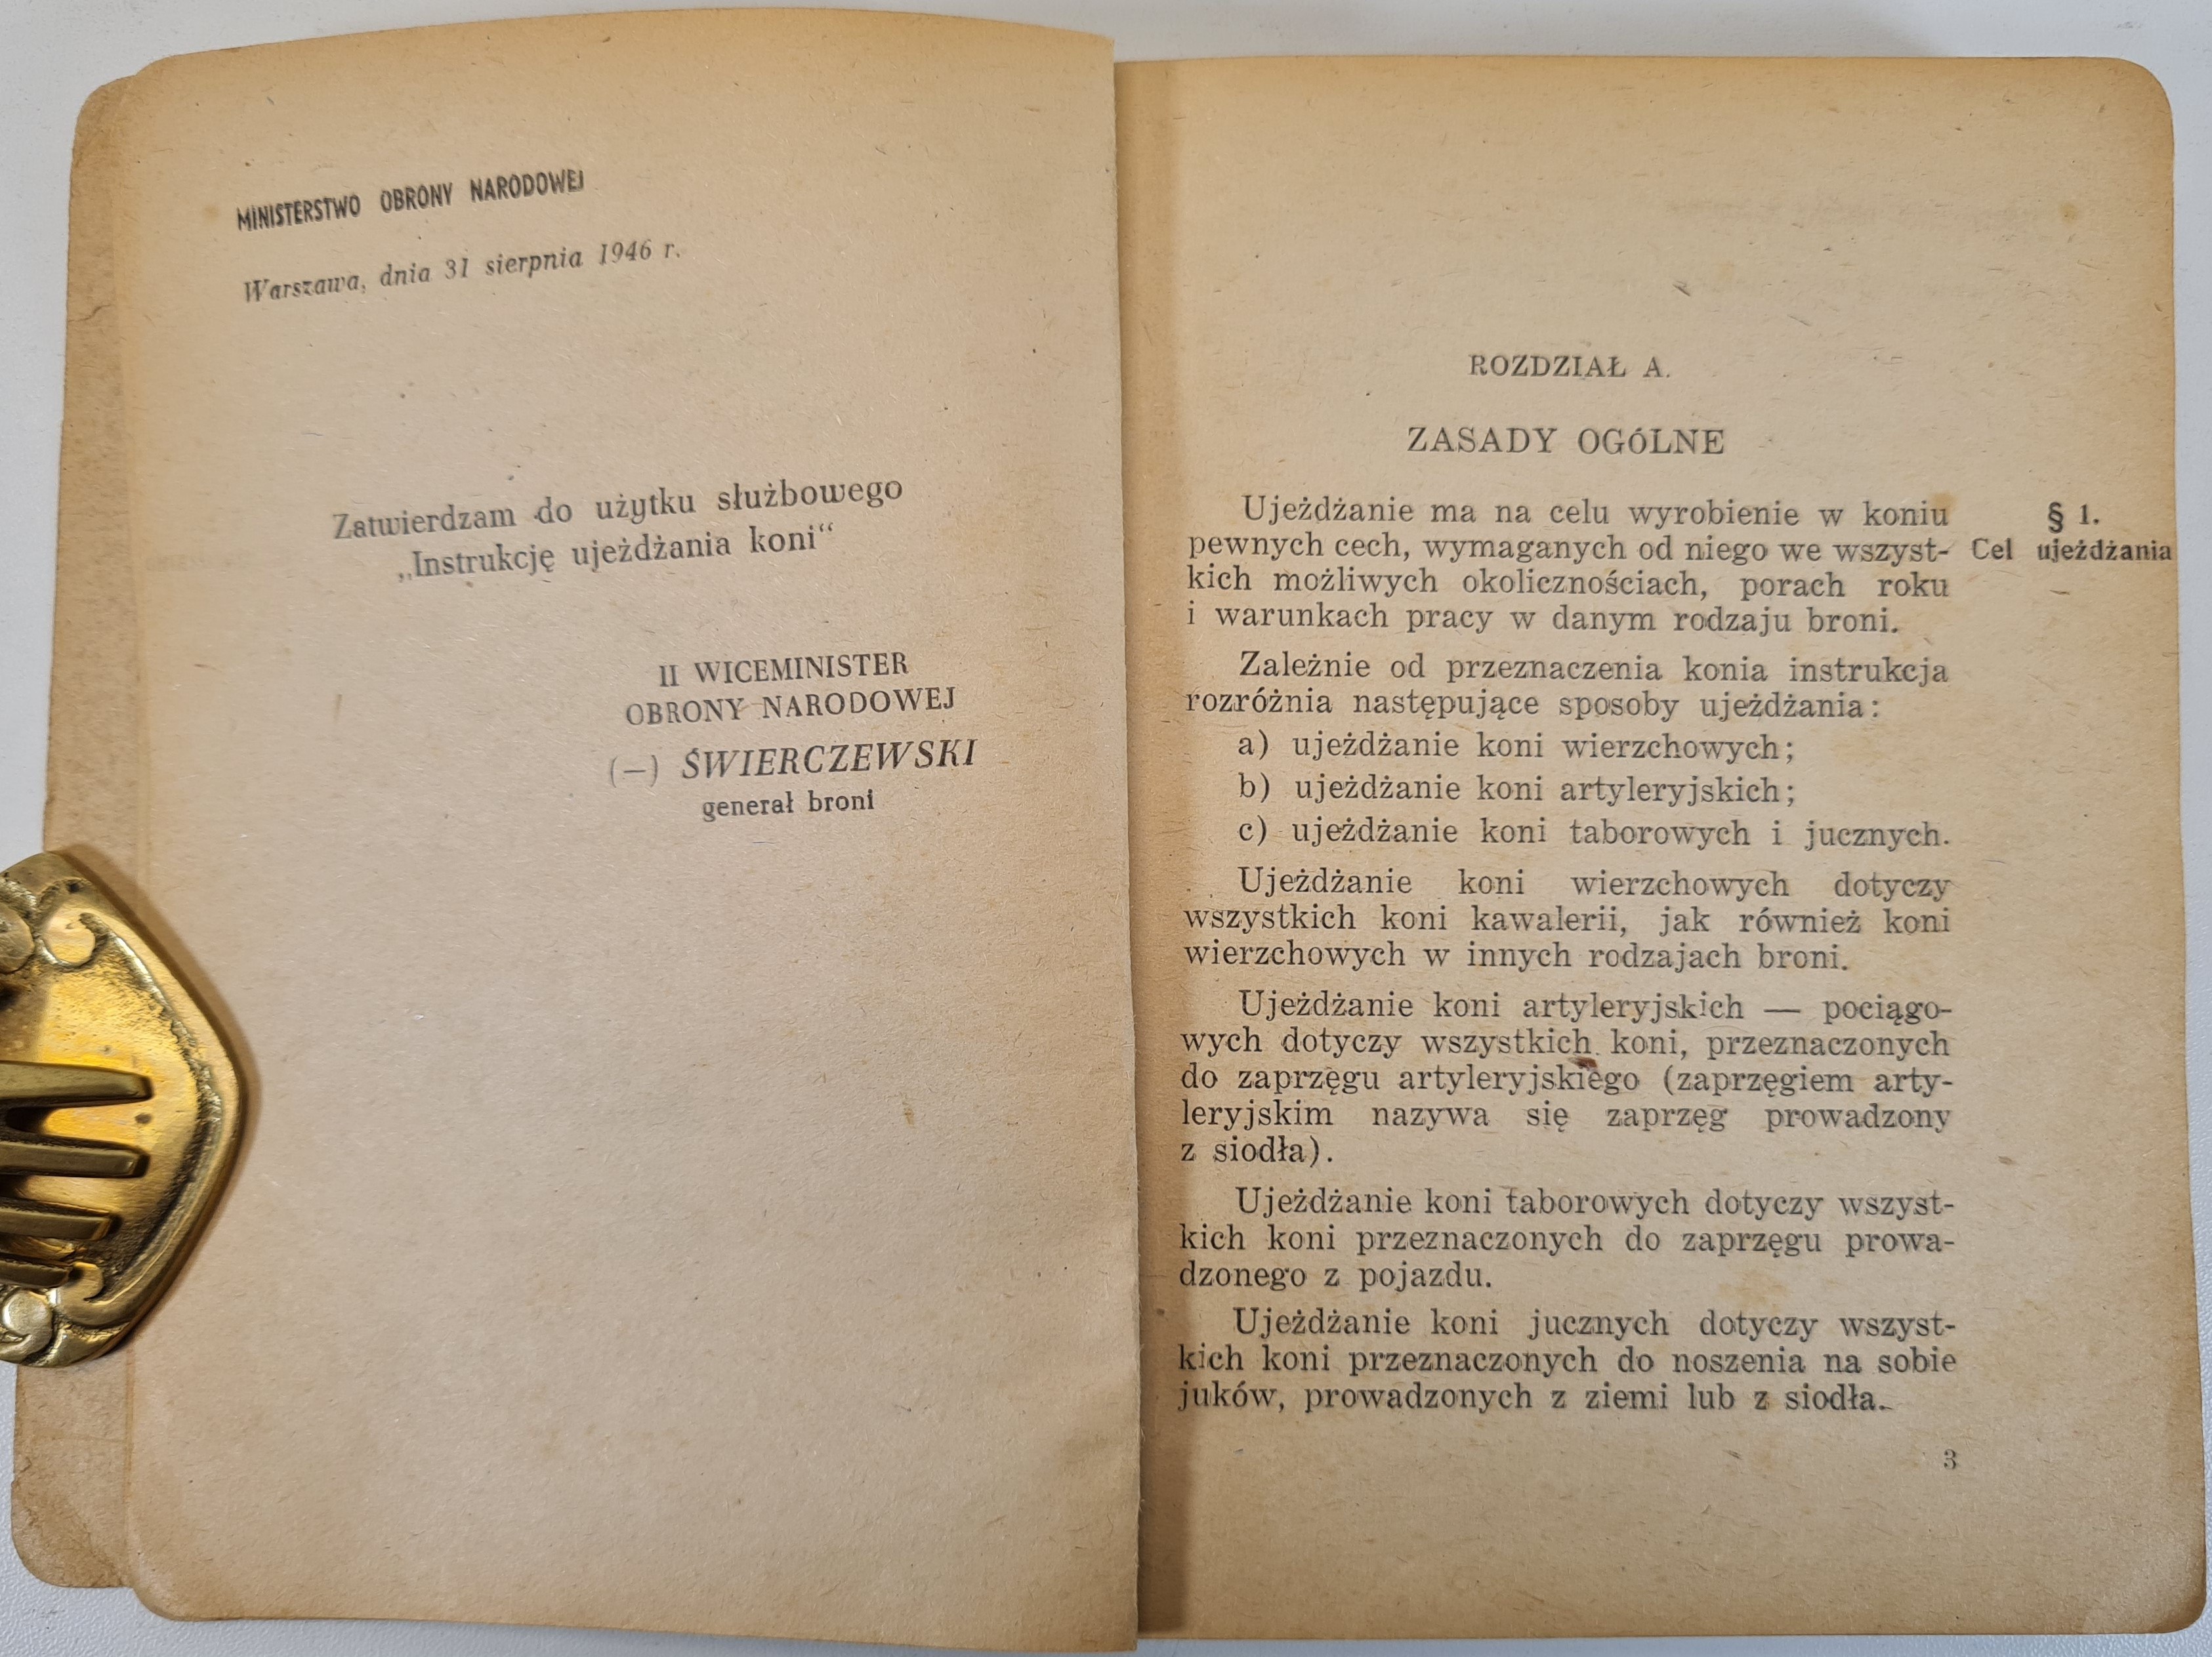 MINISTERSTWO OBRONY NARODOWEJ
Warszawa, dnia 31 sierpnia 1946 r.
Zatwierdzam do użytku służbowego
„Instrukcję ujeżdżania koni“
II WICEMINISTER
OBRONY NARODOWEJ
(—) ŚWIERCZEWSKI
generał broni
ROZDZIAŁ A.
ZASADY OGÓLNE
Ujeżdżanie ma na celu wyrobienie w koniu
pewnych cech, wymaganych od niego we wszyst-
kich możliwych okolicznościach, porach roku
i warunkach pracy w danym rodzaju broni.
§ 1.
Cel ujeżdżania
Zależnie od przeznaczenia konia instrukcja
rozróżnia następujące sposoby ujeżdżania:
a) ujeżdżanie koni wierzchowych;
b) ujeżdżanie koni artyleryjskich;
c) ujeżdżanie koni taborowych i jucznych.
Ujeżdżanie koni wierzchowych dotyczy
wszystkich koni kawalerii, jak również koni
wierzchowych w innych rodzajach broni.
Ujeżdżanie koni artyleryjskich — pociągo-
wych dotyczy wszystkich koni, przeznaczonych
do zaprzęgu artyleryjskiego (zaprzęgiem arty-
leryjskim nazywa się zaprzęg prowadzony
z siodła).
Ujeżdżanie koni taborowych dotyczy wszyst-
kich koni przeznaczonych do zaprzęgu prowa-
dzonego z pojazdu.
Ujeżdżanie koni jucznych dotyczy wszyst-
kich koni przeznaczonych do noszenia na sobie
juków, prowadzonych z ziemi lub z siodła.
3